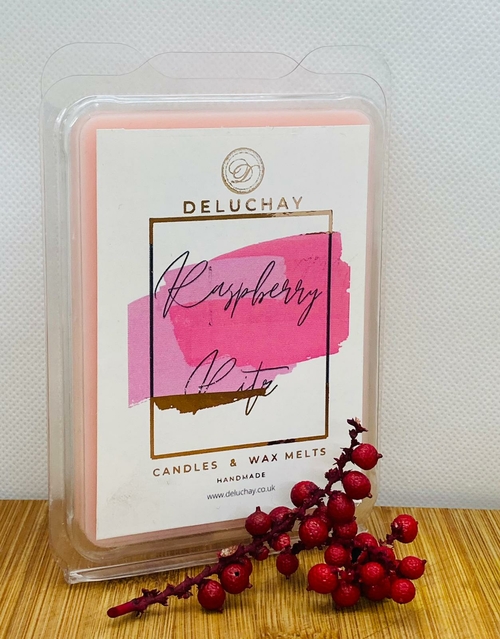 DELUCHAY
Raspberry
Ritz
CANDLES & WAX MELTS
HANDMADE
www.deluchay.co.uk